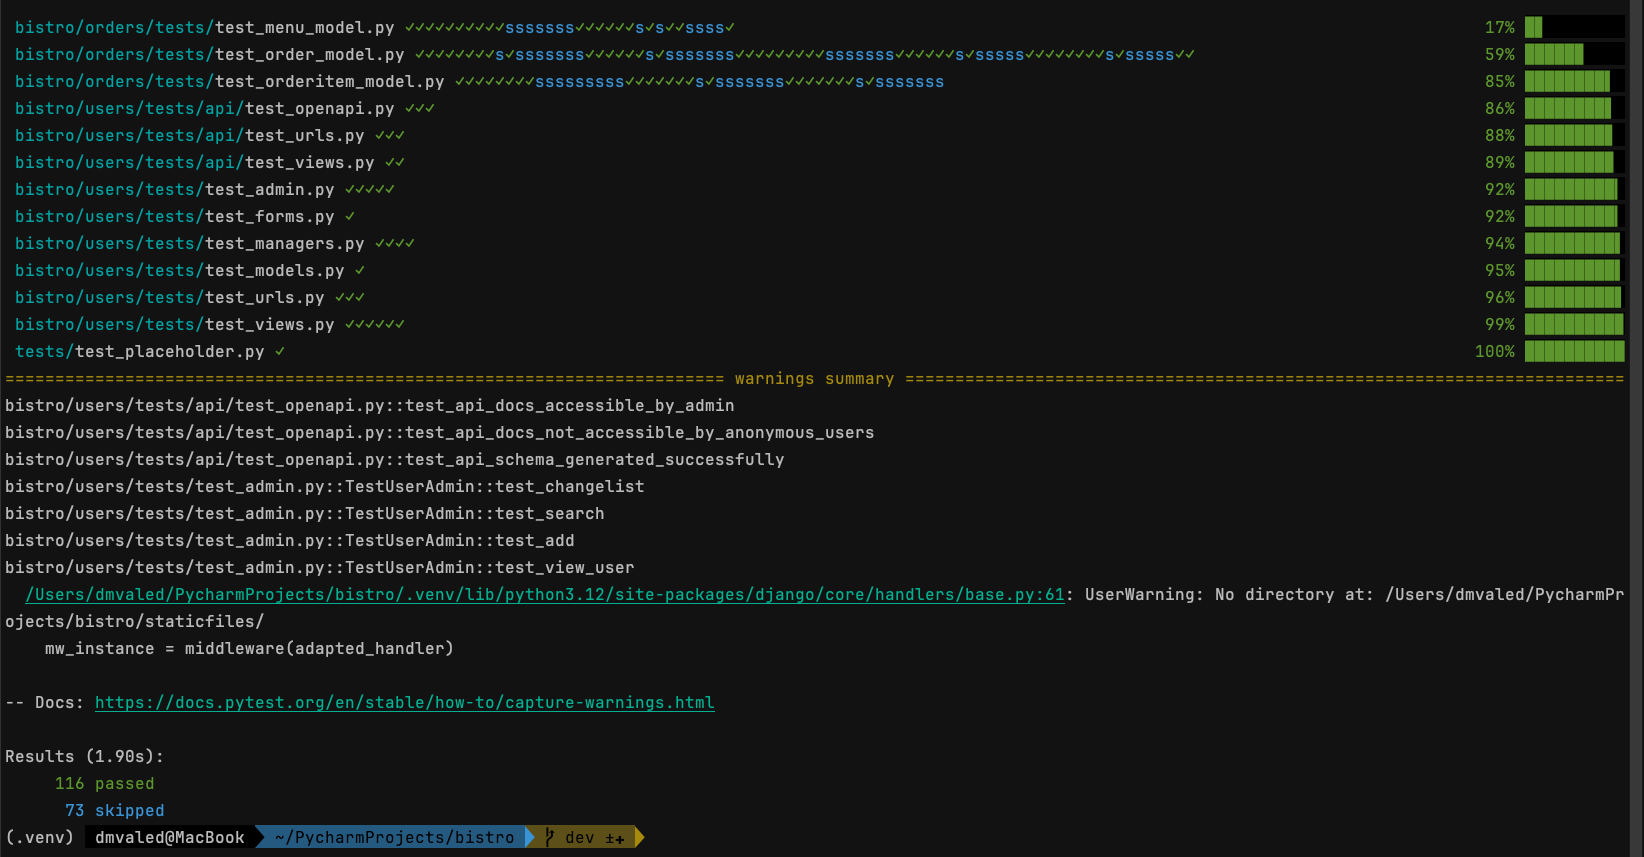 bistro/orders/tests/test_menu_model.py ✓✓✓✓✓✓✓✓✓✓sssssss✓✓✓✓✓✓s✓s✓✓ssss✓ 17%
bistro/orders/tests/test_order_model.py ✓✓✓✓✓✓✓✓s✓sssssss✓✓✓✓✓✓s✓sssssss✓✓✓✓✓✓✓✓✓sssssss✓✓✓✓✓✓s✓sssss✓✓✓✓✓✓✓✓s✓sssss✓✓ 59%
bistro/orders/tests/test_orderitem_model.py ✓✓✓✓✓✓✓✓sssssssss✓✓✓✓✓✓✓s✓sssssss✓✓✓✓✓✓✓s✓sssssss 85%
bistro/users/tests/api/test_openapi.py ✓✓✓ 86%
bistro/users/tests/api/test_urls.py ✓✓✓ 88%
bistro/users/tests/api/test_views.py ✓✓ 89%
bistro/users/tests/test_admin.py ✓✓✓✓✓ 92%
bistro/users/tests/test_forms.py ✓ 92%
bistro/users/tests/test_managers.py ✓✓✓✓ 94%
bistro/users/tests/test_models.py ✓ 95%
bistro/users/tests/test_urls.py ✓✓✓ 96%
bistro/users/tests/test_views.py ✓✓✓✓✓✓ 99%
tests/test_placeholder.py ✓ 100%
======================================================================== warnings summary ========================================================================
bistro/users/tests/api/test_openapi.py::test_api_docs_accessible_by_admin
bistro/users/tests/api/test_openapi.py::test_api_docs_not_accessible_by_anonymous_users
bistro/users/tests/api/test_openapi.py::test_api_schema_generated_successfully
bistro/users/tests/test_admin.py::TestUserAdmin::test_changelist
bistro/users/tests/test_admin.py::TestUserAdmin::test_search
bistro/users/tests/test_admin.py::TestUserAdmin::test_add
bistro/users/tests/test_admin.py::TestUserAdmin::test_view_user
/Users/dmvaled/PycharmProjects/bistro/.venv/lib/python3.12/site-packages/django/core/handlers/base.py:61: UserWarning: No directory at: /Users/dmvaled/PycharmPr
ojects/bistro/staticfiles/
mw_instance = middleware(adapted_handler)
-- Docs: https://docs.pytest.org/en/stable/how-to/capture-warnings.html
Results (1.90s):
116 passed
73 skipped
(.venv) dmvaled@MacBook ~/PycharmProjects/bistro dev ±✚